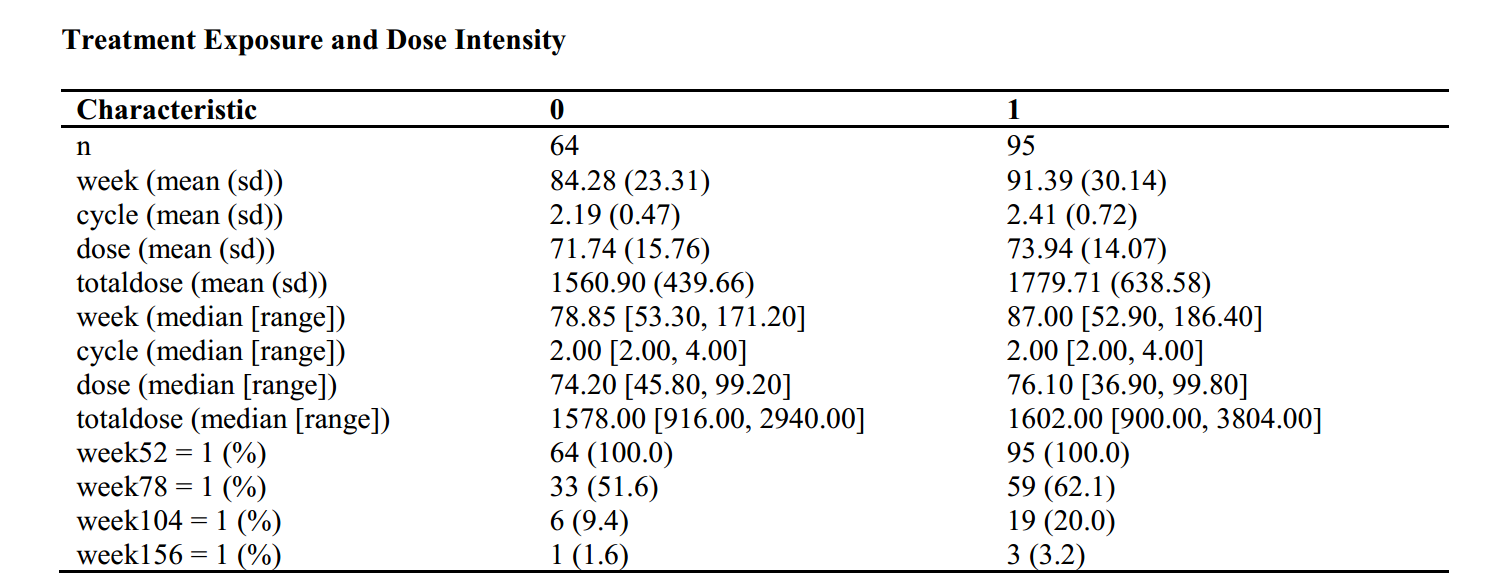 Treatment Exposure and Dose Intensity
Characteristic 0 1
n 64 95
week (mean (sd)) 84.28 (23.31) 91.39 (30.14)
cycle (mean (sd)) 2.19 (0.47) 2.41 (0.72)
dose (mean (sd)) 71.74 (15.76) 73.94 (14.07)
totaldose (mean (sd)) 1560.90 (439.66) 1779.71 (638.58)
week (median [range]) 78.85 [53.30, 171.20] 87.00 [52.90, 186.40]
cycle (median [range]) 2.00 [2.00, 4.00] 2.00 [2.00, 4.00]
dose (median [range]) 74.20 [45.80, 99.20] 76.10 [36.90, 99.80]
totaldose (median [range]) 1578.00 [916.00, 2940.00] 1602.00 [900.00, 3804.00]
week52 = 1 (%) 64 (100.0) 95 (100.0)
week78 = 1 (%) 33 (51.6) 59 (62.1)
week104 = 1 (%) 6 (9.4) 19 (20.0)
week156 = 1 (%) 1 (1.6) 3 (3.2)